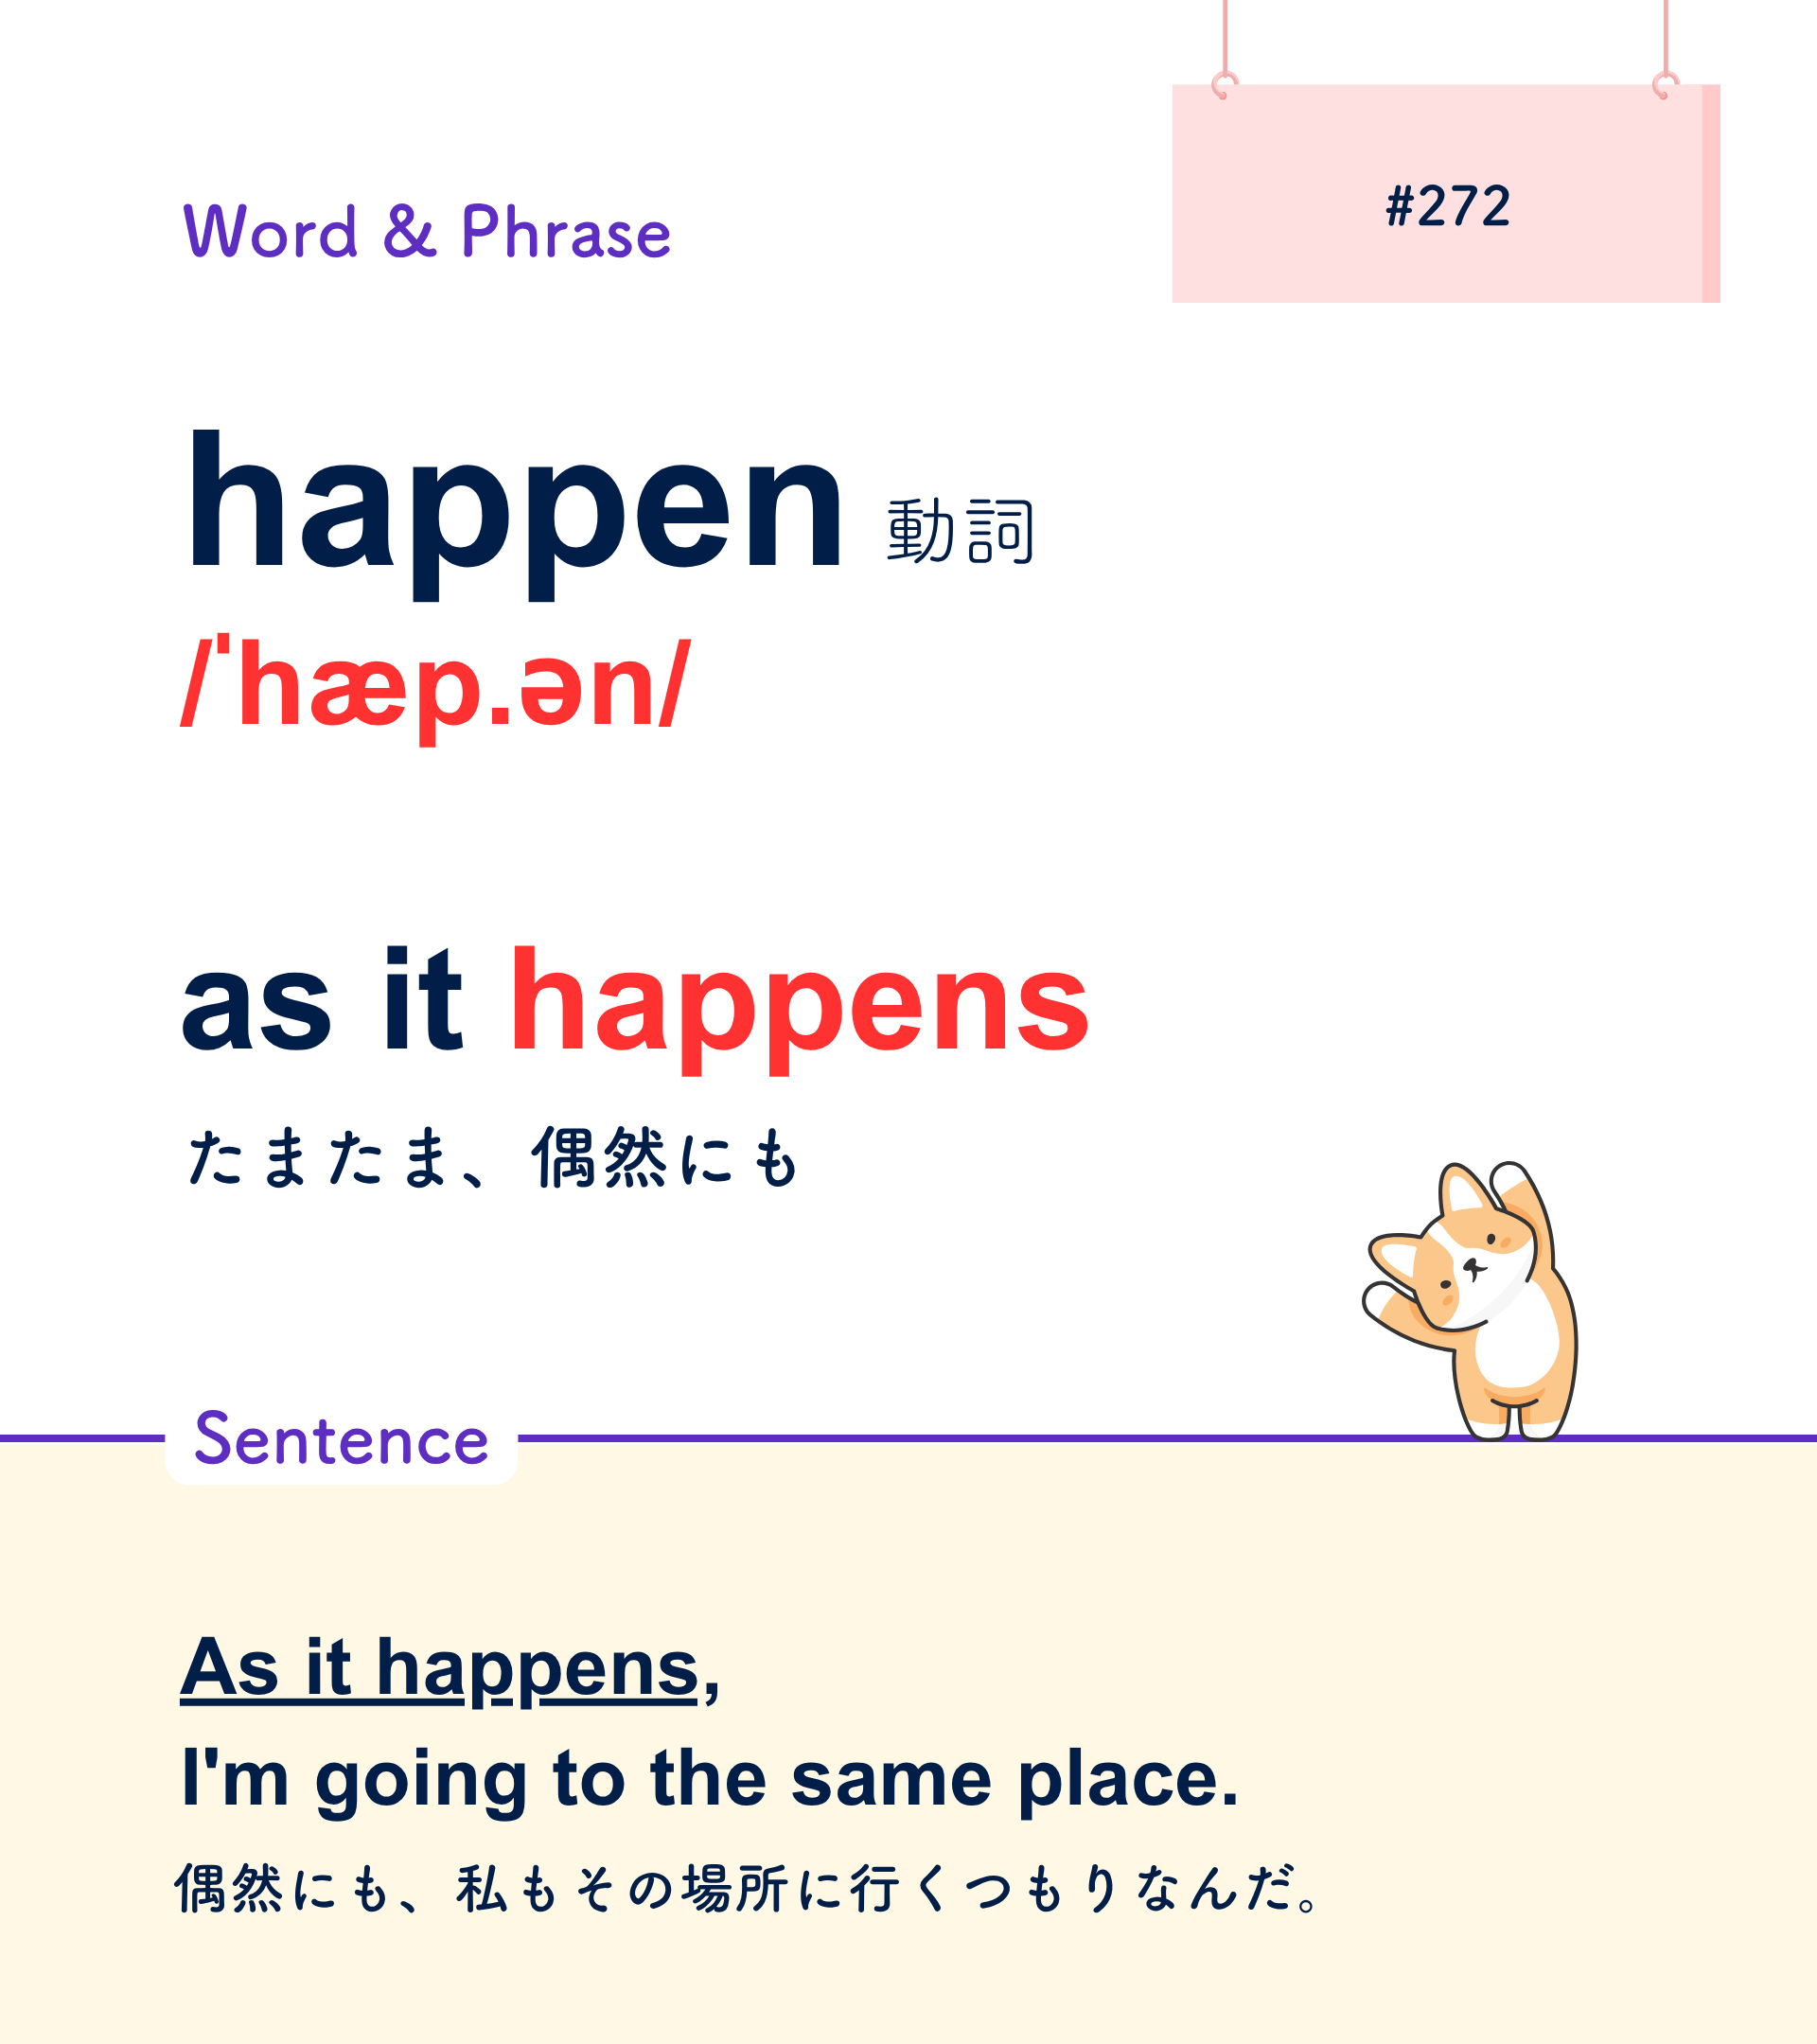 #272
Word & Phrase
happen 動詞
/ˈhæp.ən/
as it happens
たまたま、偶然にも
Sentence
As it happens,
I'm going to the same place.
偶然にも、私もその場所に行くつもりなんだ。